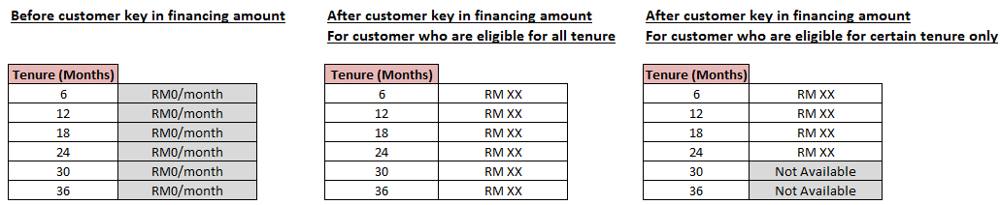 Before customer key in financing amount
After customer key in financing amount
For customer who are eligible for all tenure
After customer key in financing amount
For customer who are eligible for certain tenure only
Tenure (Months)
6 RM0/month
12 RM0/month
18 RM0/month
24 RM0/month
30 RM0/month
36 RM0/month
Tenure (Months)
6 RM XX
12 RM XX
18 RM XX
24 RM XX
30 RM XX
36 RM XX
Tenure (Months)
6 RM XX
12 RM XX
18 RM XX
24 RM XX
30 Not Available
36 Not Available